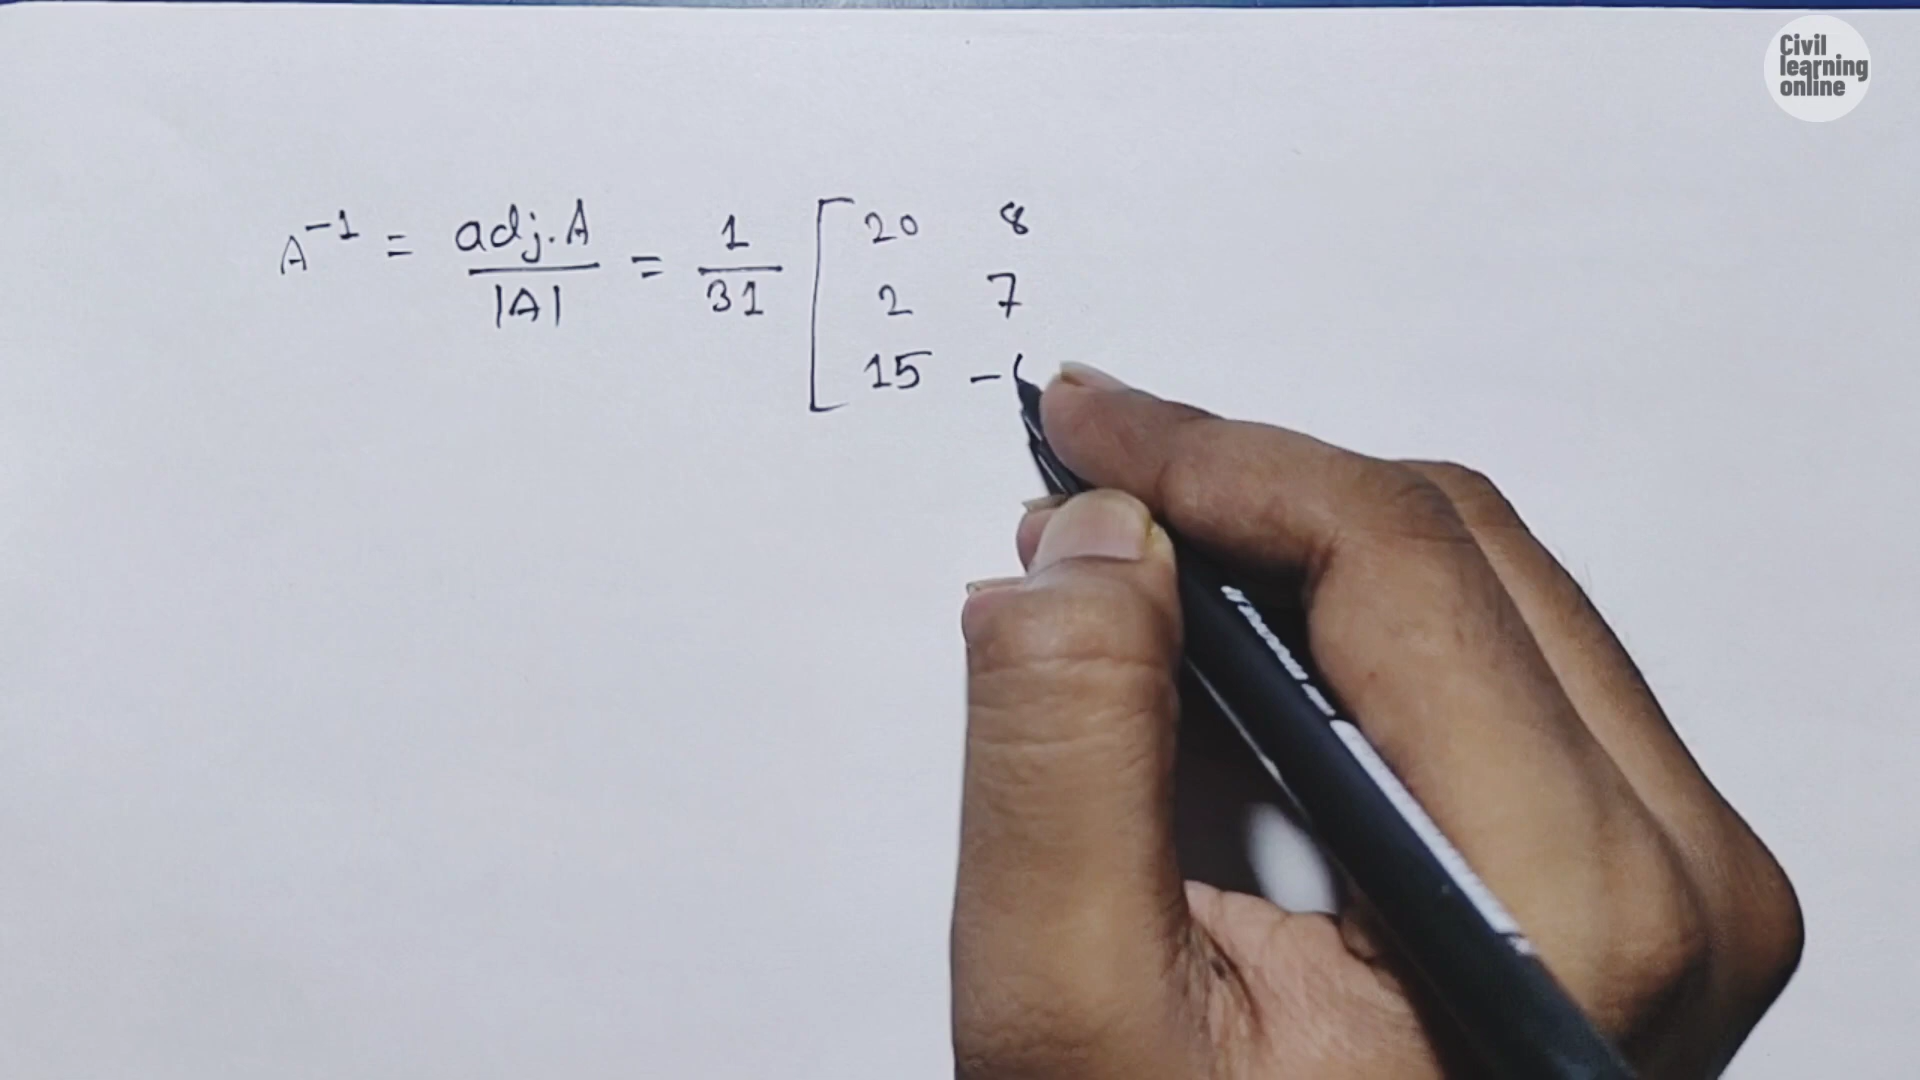 Civil
learning
online
A⁻¹ = adj.A / |A| = 1/31 [ 20 8
2 7
15 -